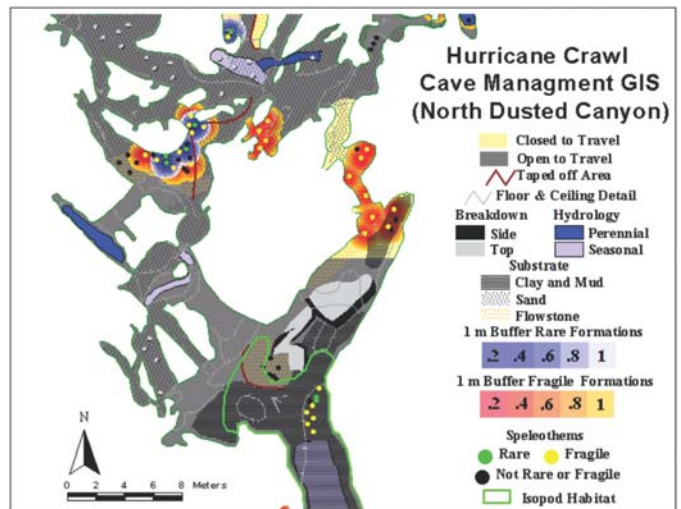 Hurricane Crawl
Cave Managment GIS
(North Dusted Canyon)
Closed to Travel
Open to Travel
Taped off Area
Floor & Ceiling Detail
Breakdown Hydrology
Side Perennial
Top Seasonal
Substrate
Clay and Mud
Sand
Flowstone
1 m Buffer Rare Formations
.2 .4 .6 .8 1
1 m Buffer Fragile Formations
.2 .4 .6 .8 1
Speleothems
Rare Fragile
Not Rare or Fragile
Isopod Habitat
N
0 2 4 6 8 Meters